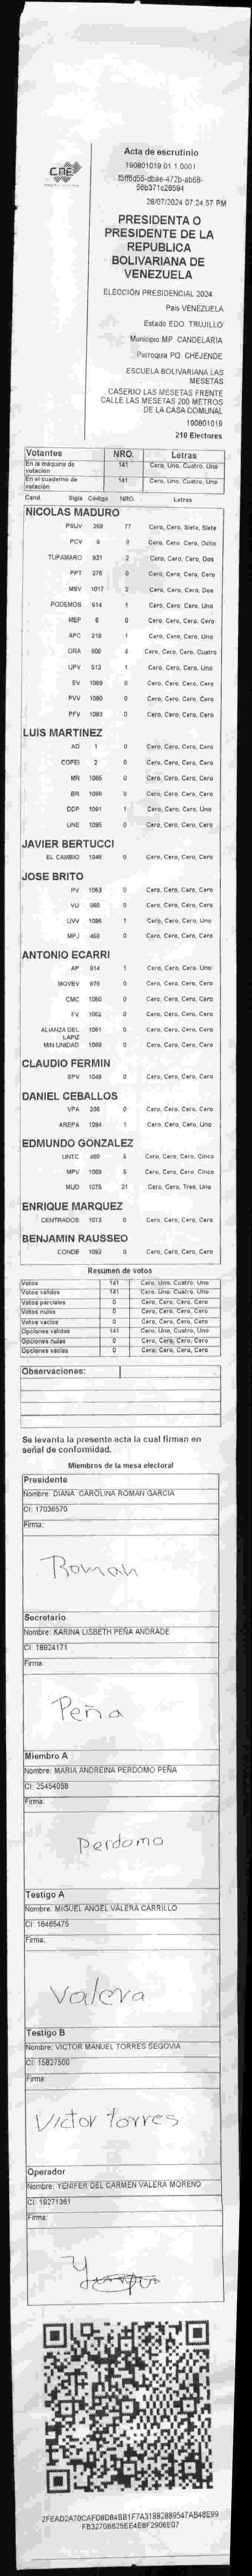 CNE
Acta de escrutinio
190801019.01.1.0001
28/07/2024 07:24:57 PM
PRESIDENTA O
PRESIDENTE DE LA
REPUBLICA
BOLIVARIANA DE
VENEZUELA
ELECCIÓN PRESIDENCIAL 2024
País VENEZUELA
Estado EDO. TRUJILLO
Municipio MP. CANDELARIA
Parroquia PQ. CHEJENDE
ESCUELA BOLIVARIANA LAS
MESETAS
CASERIO LAS MESETAS FRENTE
CALLE LAS MESETAS 200 METROS
DE LA CASA COMUNAL
190801019
210 Electores
Votantes NRO. Letras
En la máquina de votación 141 Cero, Uno, Cuatro, Uno
En el cuaderno de votación 141 Cero, Uno, Cuatro, Uno
Cand. Sigla Código NRO. Letras
NICOLAS MADURO
PSUV 77 Cero, Cero, Siete, Siete
PCV 8 Cero, Cero, Cero, Ocho
TUPAMARO 931 2 Cero, Cero, Cero, Dos
PPT 0 Cero, Cero, Cero, Cero
MSV 1017 2 Cero, Cero, Cero, Dos
PODEMOS 514 1 Cero, Cero, Cero, Uno
MEP 6 0 Cero, Cero, Cero, Cero
APC 219 1 Cero, Cero, Cero, Uno
ORA 906 4 Cero, Cero, Cero, Cuatro
UPV 513 1 Cero, Cero, Cero, Uno
EV 1089 0 Cero, Cero, Cero, Cero
PVV 1090 0 Cero, Cero, Cero, Cero
PFV 1093 0 Cero, Cero, Cero, Cero
LUIS MARTINEZ
AD 1 0 Cero, Cero, Cero, Cero
COPEI 2 0 Cero, Cero, Cero, Cero
MR 1065 0 Cero, Cero, Cero, Cero
BR 1086 0 Cero, Cero, Cero, Cero
DDP 1091 1 Cero, Cero, Cero, Uno
UNE 1095 0 Cero, Cero, Cero, Cero
JAVIER BERTUCCI
EL CAMBIO 1048 0 Cero, Cero, Cero, Cero
JOSE BRITO
PV 1063 0 Cero, Cero, Cero, Cero
VU 0 Cero, Cero, Cero, Cero
UVV 1096 1 Cero, Cero, Cero, Uno
MPJ 0 Cero, Cero, Cero, Cero
ANTONIO ECARRI
AP 914 1 Cero, Cero, Cero, Uno
MOVEV 0 Cero, Cero, Cero, Cero
CMC 1050 0 Cero, Cero, Cero, Cero
FV 1062 0 Cero, Cero, Cero, Cero
ALIANZA DEL LAPIZ 1061 0 Cero, Cero, Cero, Cero
MIN UNIDAD 0 Cero, Cero, Cero, Cero
CLAUDIO FERMIN
SPV 1049 0 Cero, Cero, Cero, Cero
DANIEL CEBALLOS
VPA 0 Cero, Cero, Cero, Cero
AREPA 1094 1 Cero, Cero, Cero, Uno
EDMUNDO GONZALEZ
UNTC 5 Cero, Cero, Cero, Cinco
MPV 5 Cero, Cero, Cero, Cinco
MUD 31 Cero, Cero, Tres, Uno
ENRIQUE MARQUEZ
CENTRADOS 1073 0 Cero, Cero, Cero, Cero
BENJAMIN RAUSSEO
CONDE 1092 0 Cero, Cero, Cero, Cero
Resumen de votos
Votos 141 Cero, Uno, Cuatro, Uno
Votos válidos 141 Cero, Uno, Cuatro, Uno
Votos parciales 0 Cero, Cero, Cero, Cero
Votos nulos 0 Cero, Cero, Cero, Cero
Votos vacíos 0 Cero, Cero, Cero, Cero
Opciones válidas 141 Cero, Uno, Cuatro, Uno
Opciones nulas 0 Cero, Cero, Cero, Cero
Opciones vacías 0 Cero, Cero, Cero, Cero
Observaciones:
Se levanta la presente acta la cual firman en
señal de conformidad.
Miembros de la mesa electoral
Presidente
Nombre: DIANA CAROLINA ROMAN GARCIA
CI: 17036570
Firma:
Roman
Secretario
Nombre: KARINA LISBETH PEÑA ANDRADE
CI: 18924171
Firma:
Peña
Miembro A
Nombre: MARIA ANDREINA PERDOMO PEÑA
CI: 25454058
Firma:
Perdomo
Testigo A
Nombre: MIGUEL ANGEL VALERA CARRILLO
CI: 16465475
Firma:
Valera
Testigo B
Nombre: VICTOR MANUEL TORRES SEGOVIA
CI: 15827500
Firma:
Victor torres
Operador
Nombre: YENIFER DEL CARMEN VALERA MORENO
CI: 19271361
Firma: